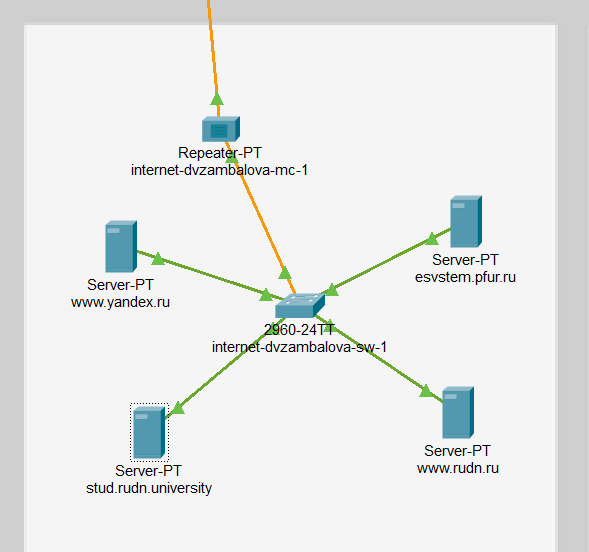 Repeater-PT
internet-dvzambalova-mc-1
Server-PT
www.yandex.ru
Server-PT
esvstem.pfur.ru
2960-24TT
internet-dvzambalova-sw-1
Server-PT
stud.rudn.university
Server-PT
www.rudn.ru